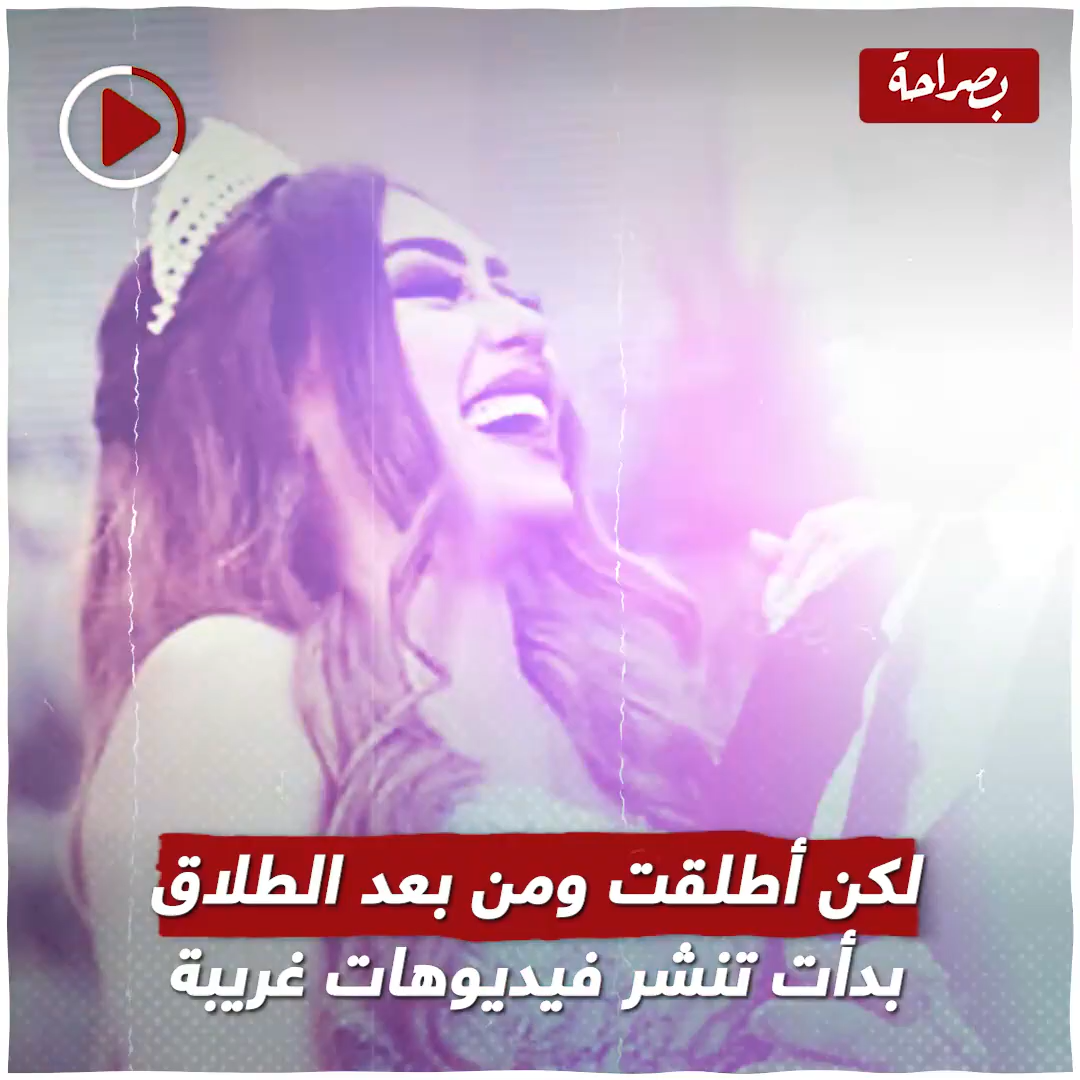 بصراحة
لكن أطلقت ومن بعد الطلاق
بدأت تنشر فيديوهات غريبة